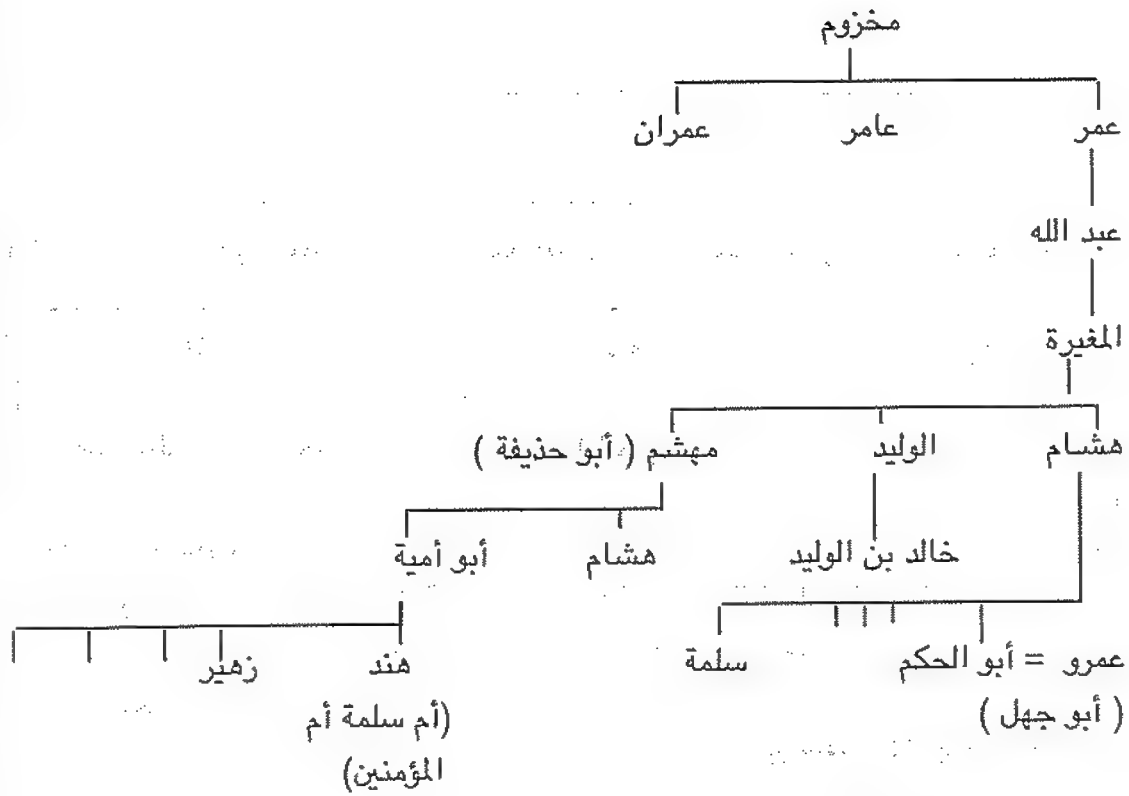 مخزوم
عمر عامر عمران
عبد الله
المغيرة
هشام الوليد مهشم ( أبو حذيفة )
خالد بن الوليد هشام أبو أمية
عمرو = أبو الحكم سلمة هند زهير
( أبو جهل ) (أم سلمة أم
المؤمنين)